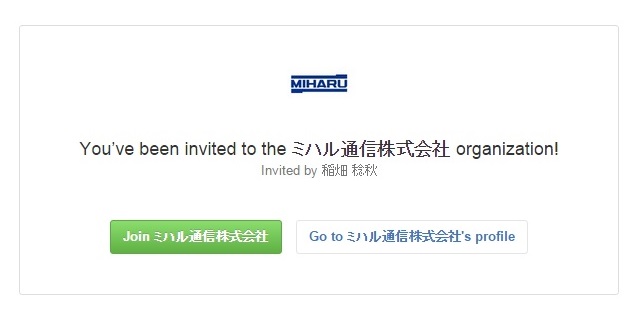 MIHARU
You've been invited to the ミハル通信株式会社 organization!
Invited by 稲畑 稔秋
Join ミハル通信株式会社
Go to ミハル通信株式会社's profile